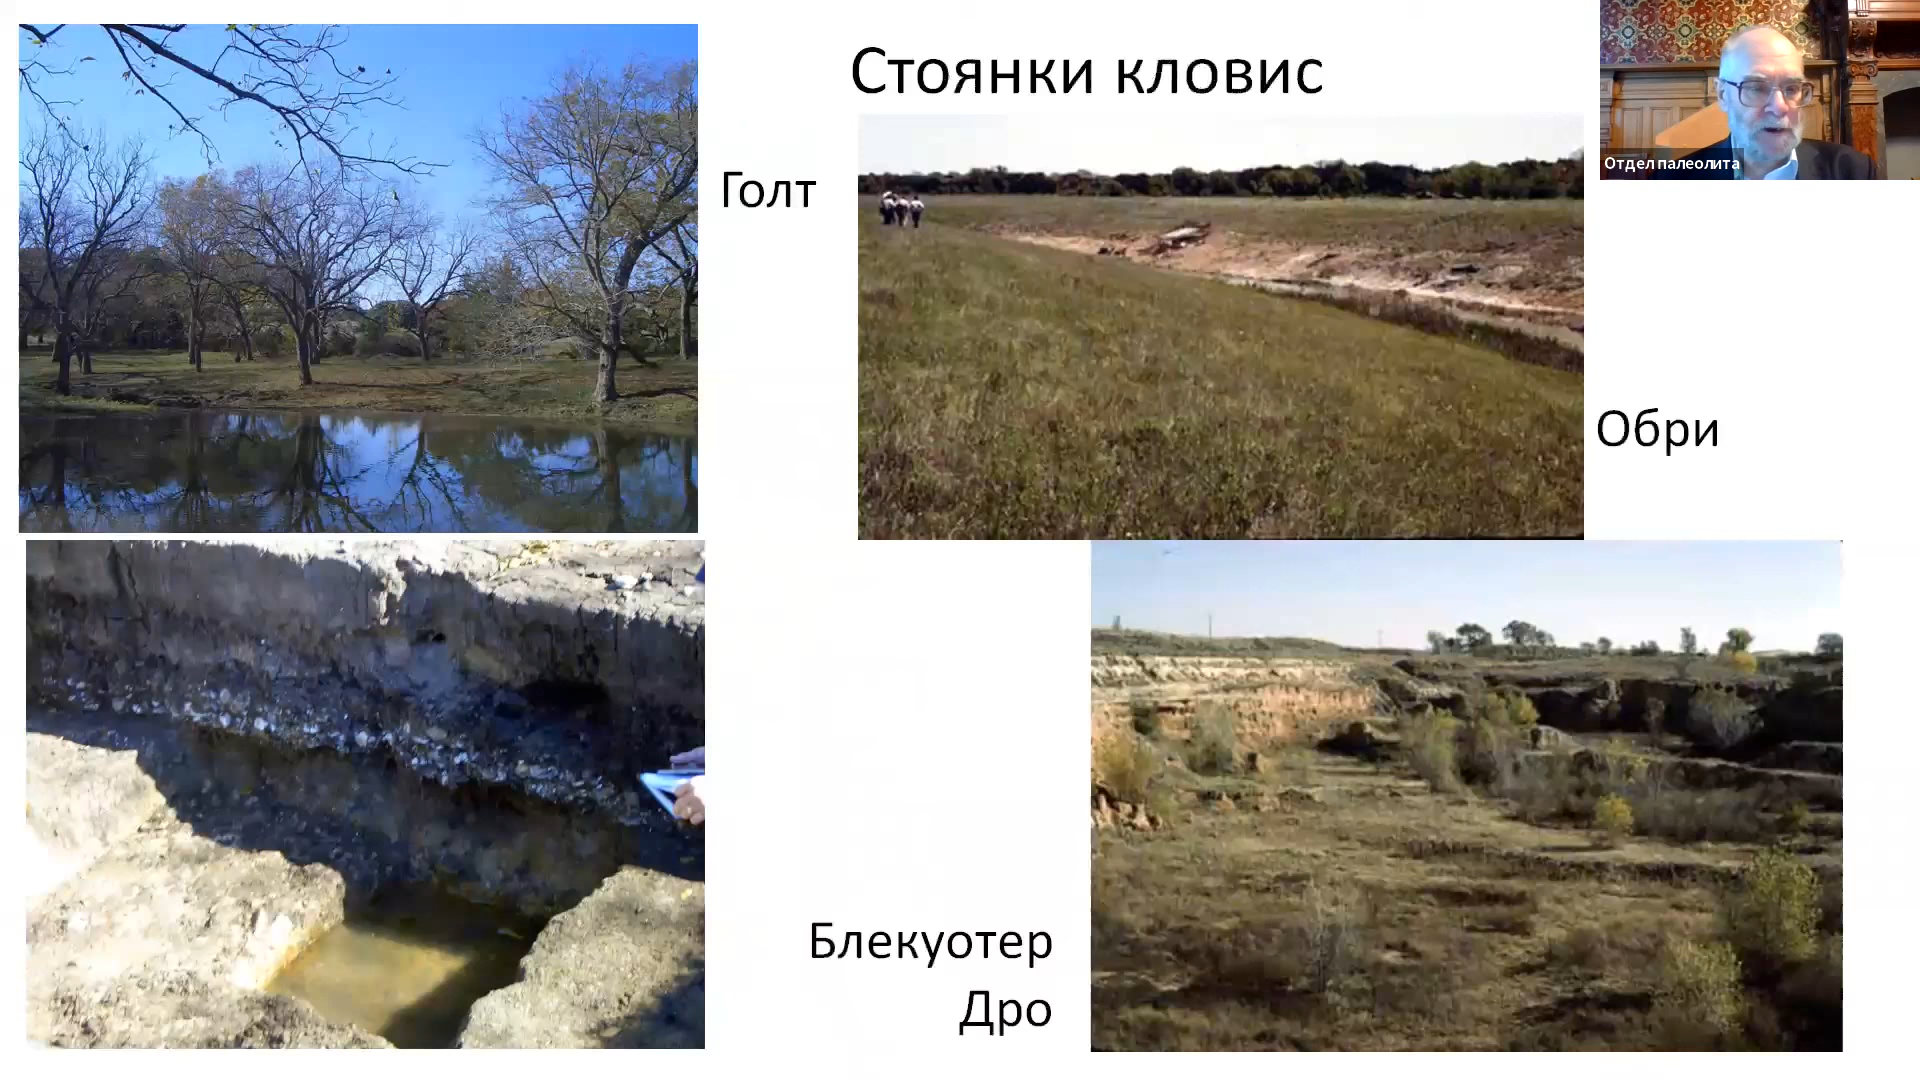 Стоянки кловис
Голт
Отдел палеолита
Обри
Блекуотер
Дро